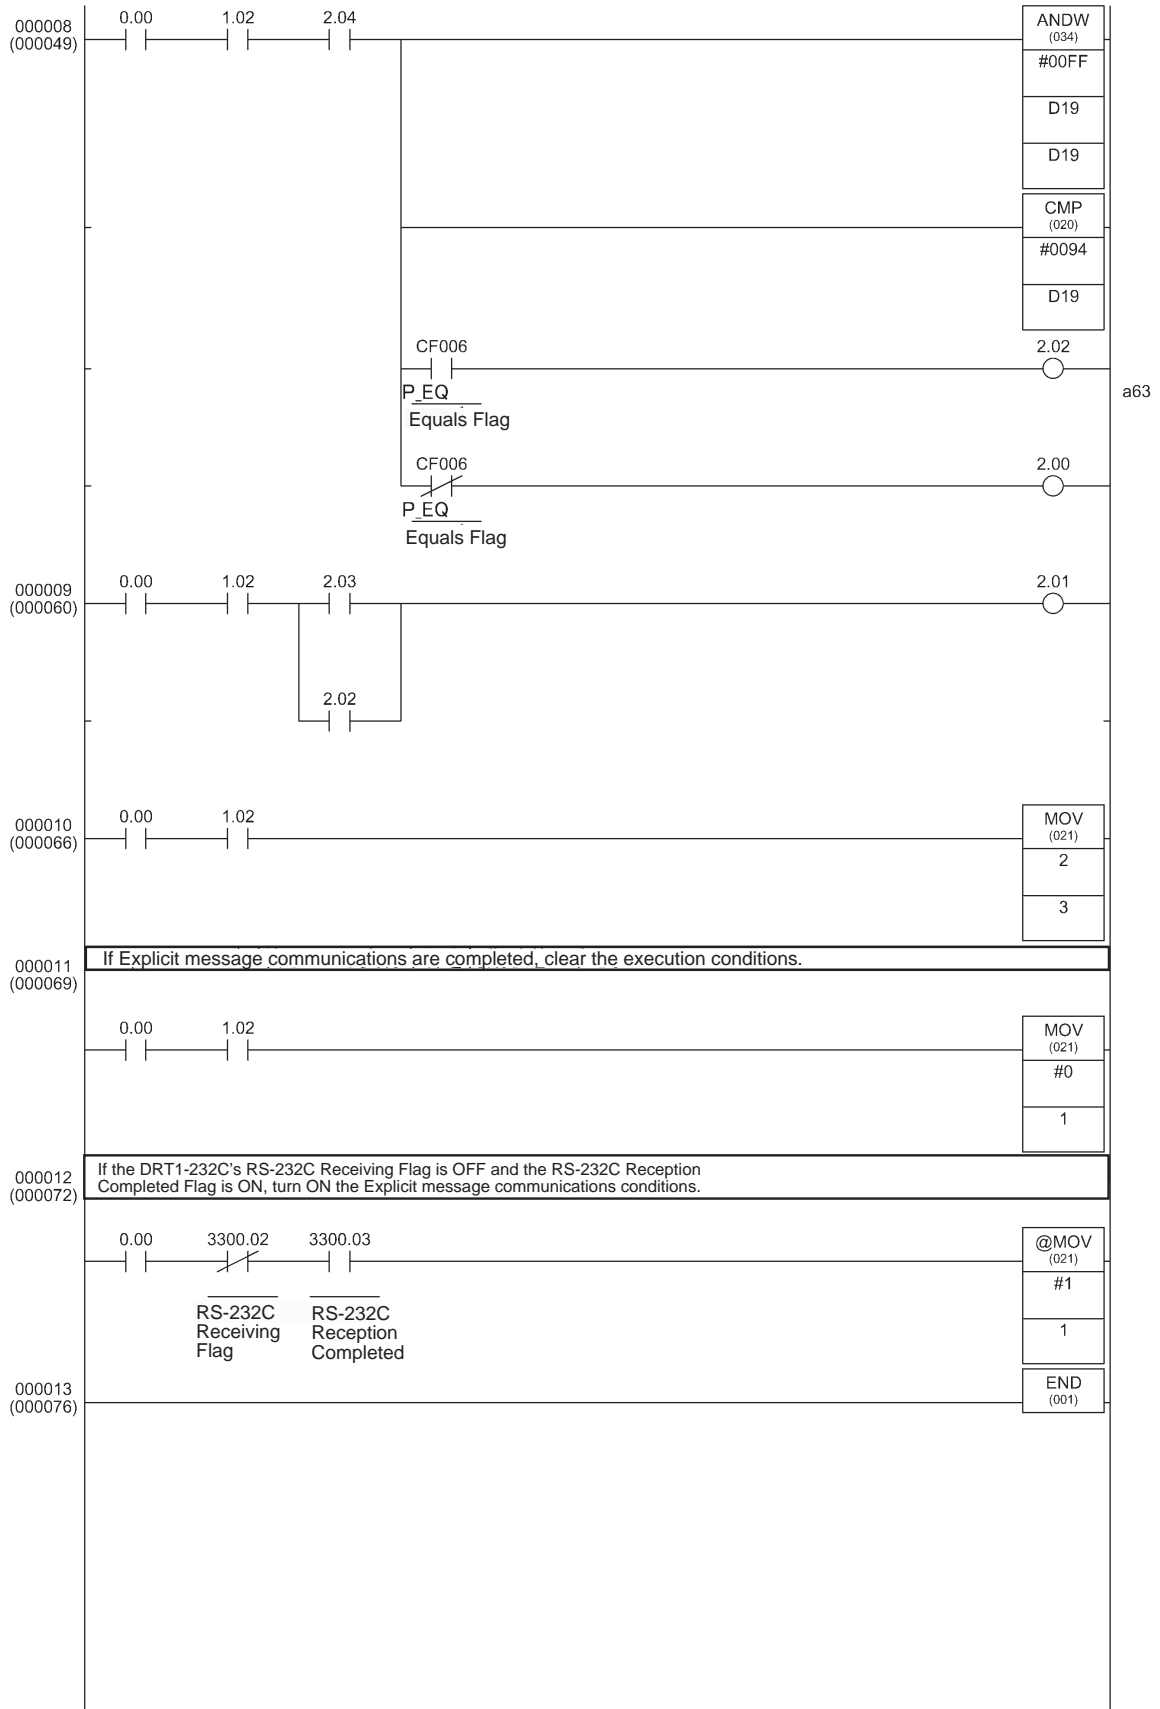 000008
(000049)
0.00 1.02 2.04
ANDW
(034)
#00FF
D19
D19
CMP
(020)
#0094
D19
CF006 2.02
P_EQ
Equals Flag
a63
CF006 2.00
P_EQ
Equals Flag
000009
(000060)
0.00 1.02 2.03 2.01
2.02
000010
(000066)
0.00 1.02
MOV
(021)
2
3
000011
(000069)
If Explicit message communications are completed, clear the execution conditions.
0.00 1.02
MOV
(021)
#0
1
000012
(000072)
If the DRT1-232C's RS-232C Receiving Flag is OFF and the RS-232C Reception
Completed Flag is ON, turn ON the Explicit message communications conditions.
0.00 3300.02 3300.03
@MOV
(021)
#1
1
RS-232C
Receiving
Flag
RS-232C
Reception
Completed
000013
(000076)
END
(001)